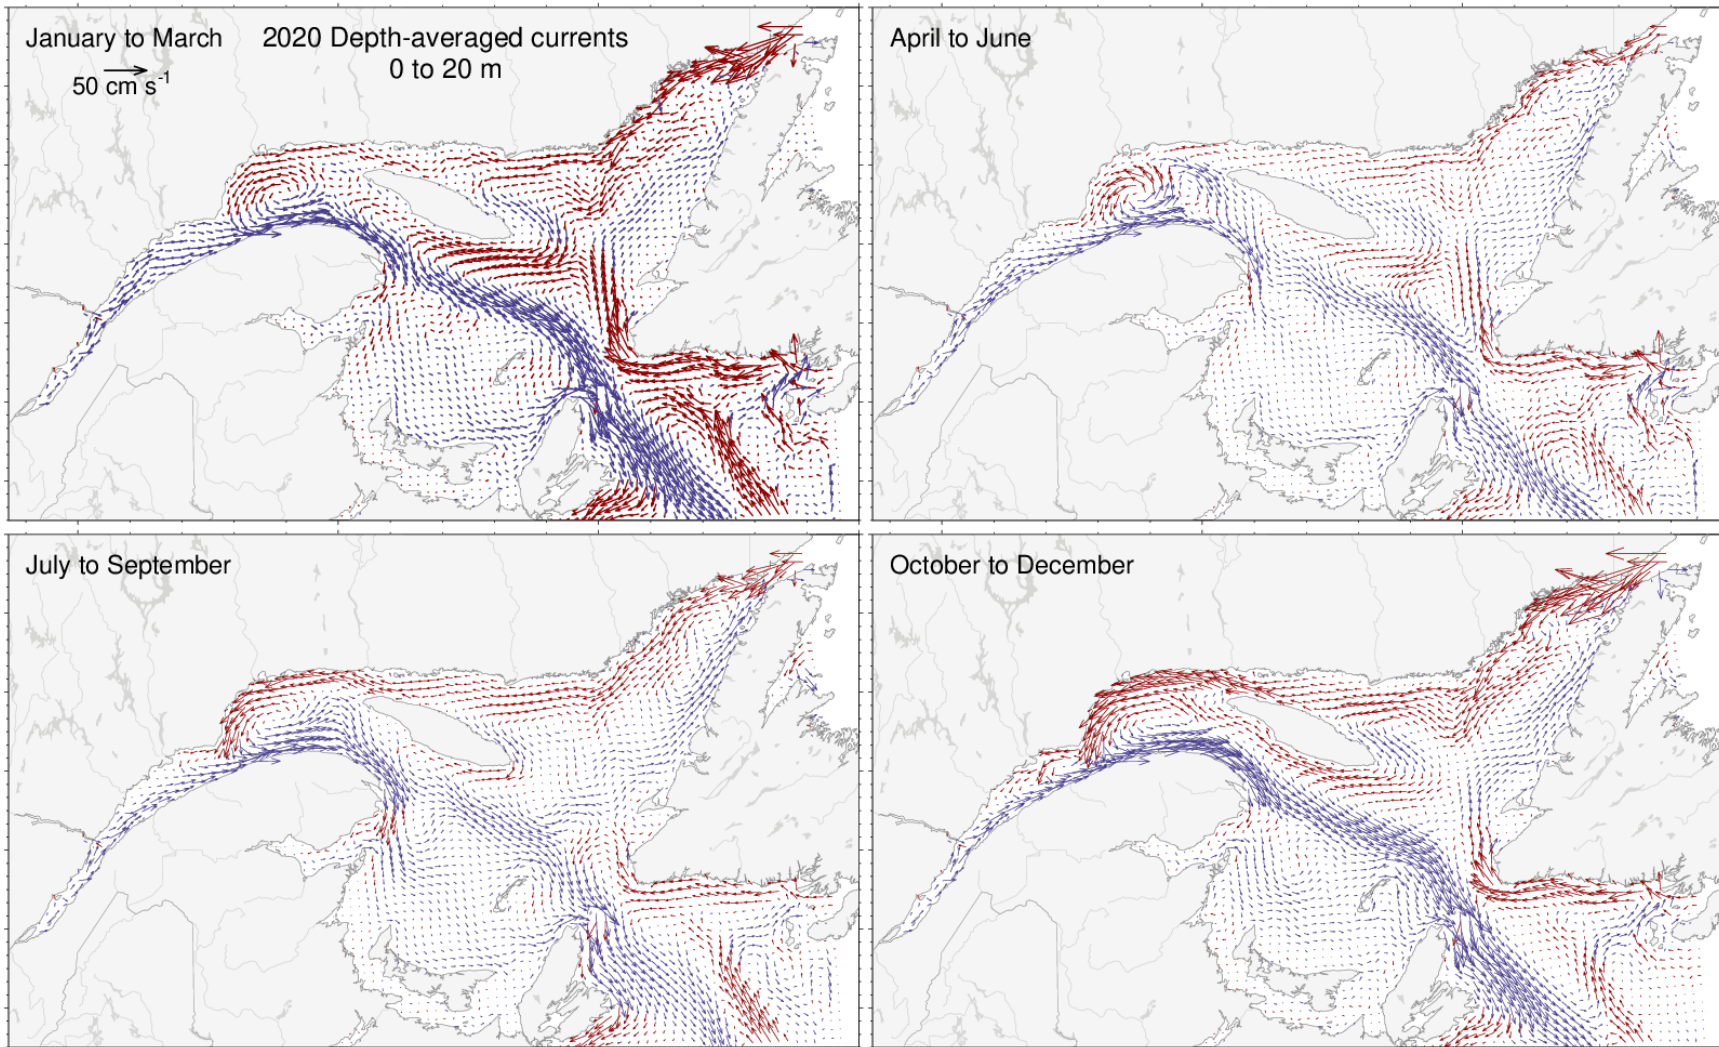 January to March
2020 Depth-averaged currents
0 to 20 m
50 cm s⁻¹
April to June
July to September
October to December